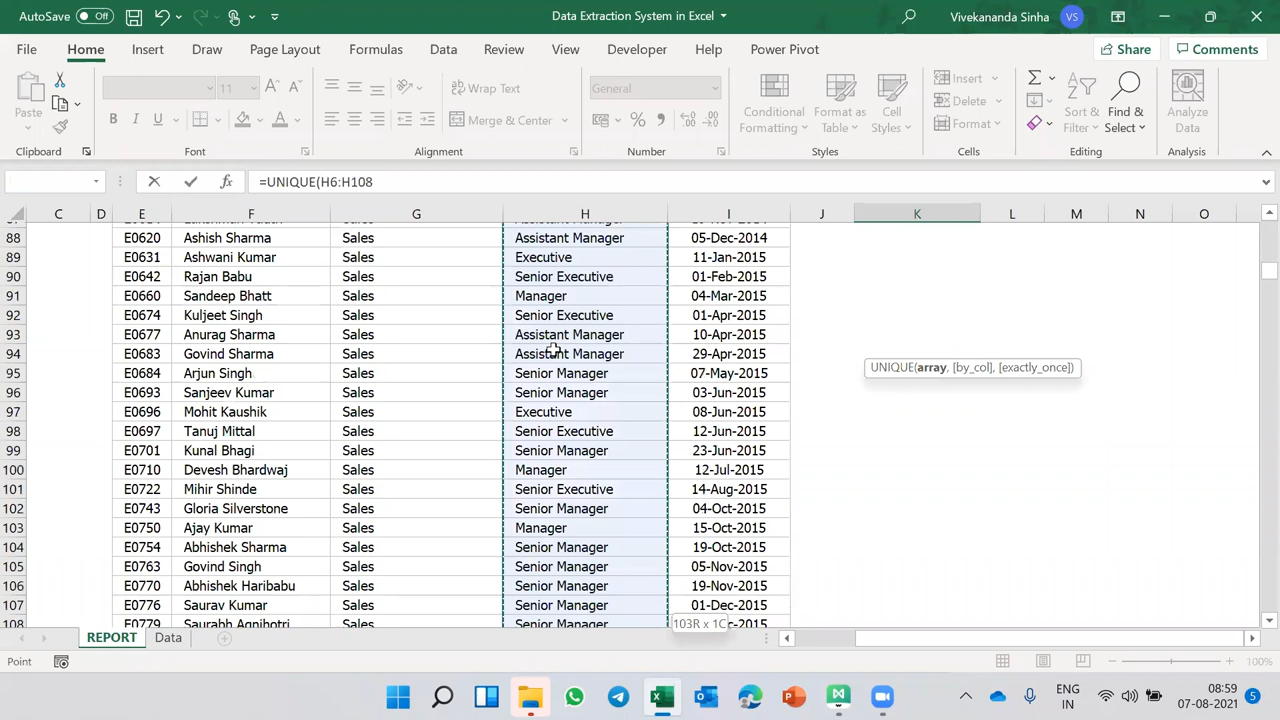 AutoSave Off Data Extraction System in Excel Vivekananda Sinha VS
File Home Insert Draw Page Layout Formulas Data Review View Developer Help Power Pivot Share Comments
Paste 11 A A Wrap Text General Conditional Formatting Format as Table Cell Styles Insert Sort & Filter Find & Select Analyze Data
B I U A Merge & Center % Delete
Format
Clipboard Font Alignment Number Styles Cells Editing Analysis
fx =UNIQUE(H6:H108
C D E F G H I J K L M N O
88 E0620 Ashish Sharma Sales Assistant Manager 05-Dec-2014
89 E0631 Ashwani Kumar Sales Executive 11-Jan-2015
90 E0642 Rajan Babu Sales Senior Executive 01-Feb-2015
91 E0660 Sandeep Bhatt Sales Manager 04-Mar-2015
92 E0674 Kuljeet Singh Sales Senior Executive 01-Apr-2015
93 E0677 Anurag Sharma Sales Assistant Manager 10-Apr-2015
94 E0683 Govind Sharma Sales Assistant Manager 29-Apr-2015
UNIQUE(array, [by_col], [exactly_once])
95 E0684 Arjun Singh Sales Senior Manager 07-May-2015
96 E0693 Sanjeev Kumar Sales Senior Manager 03-Jun-2015
97 E0696 Mohit Kaushik Sales Executive 08-Jun-2015
98 E0697 Tanuj Mittal Sales Senior Executive 12-Jun-2015
99 E0701 Kunal Bhagi Sales Senior Manager 23-Jun-2015
100 E0710 Devesh Bhardwaj Sales Manager 12-Jul-2015
101 E0722 Mihir Shinde Sales Senior Executive 14-Aug-2015
102 E0743 Gloria Silverstone Sales Senior Manager 04-Oct-2015
103 E0750 Ajay Kumar Sales Manager 15-Oct-2015
104 E0754 Abhishek Sharma Sales Senior Manager 19-Oct-2015
105 E0763 Govind Singh Sales Senior Manager 05-Nov-2015
106 E0770 Abhishek Haribabu Sales Senior Manager 19-Nov-2015
107 E0776 Saurav Kumar Sales Senior Manager 01-Dec-2015
108 E0779 Saurabh Agnihotri Sales Senior Manager
103R x 1C
REPORT Data
Point 100%
ENG IN 08:59 07-08-2021 5